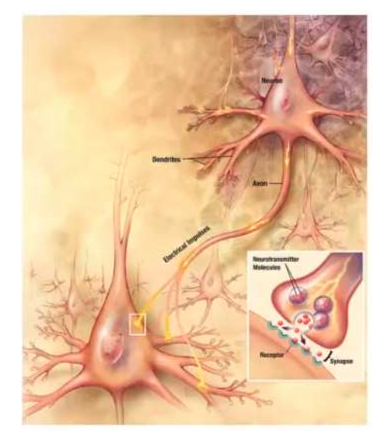 Neuron
Dendrites
Axon
Electrical Impulses
Neurotransmitter
Molecules
Receptor
Synapse